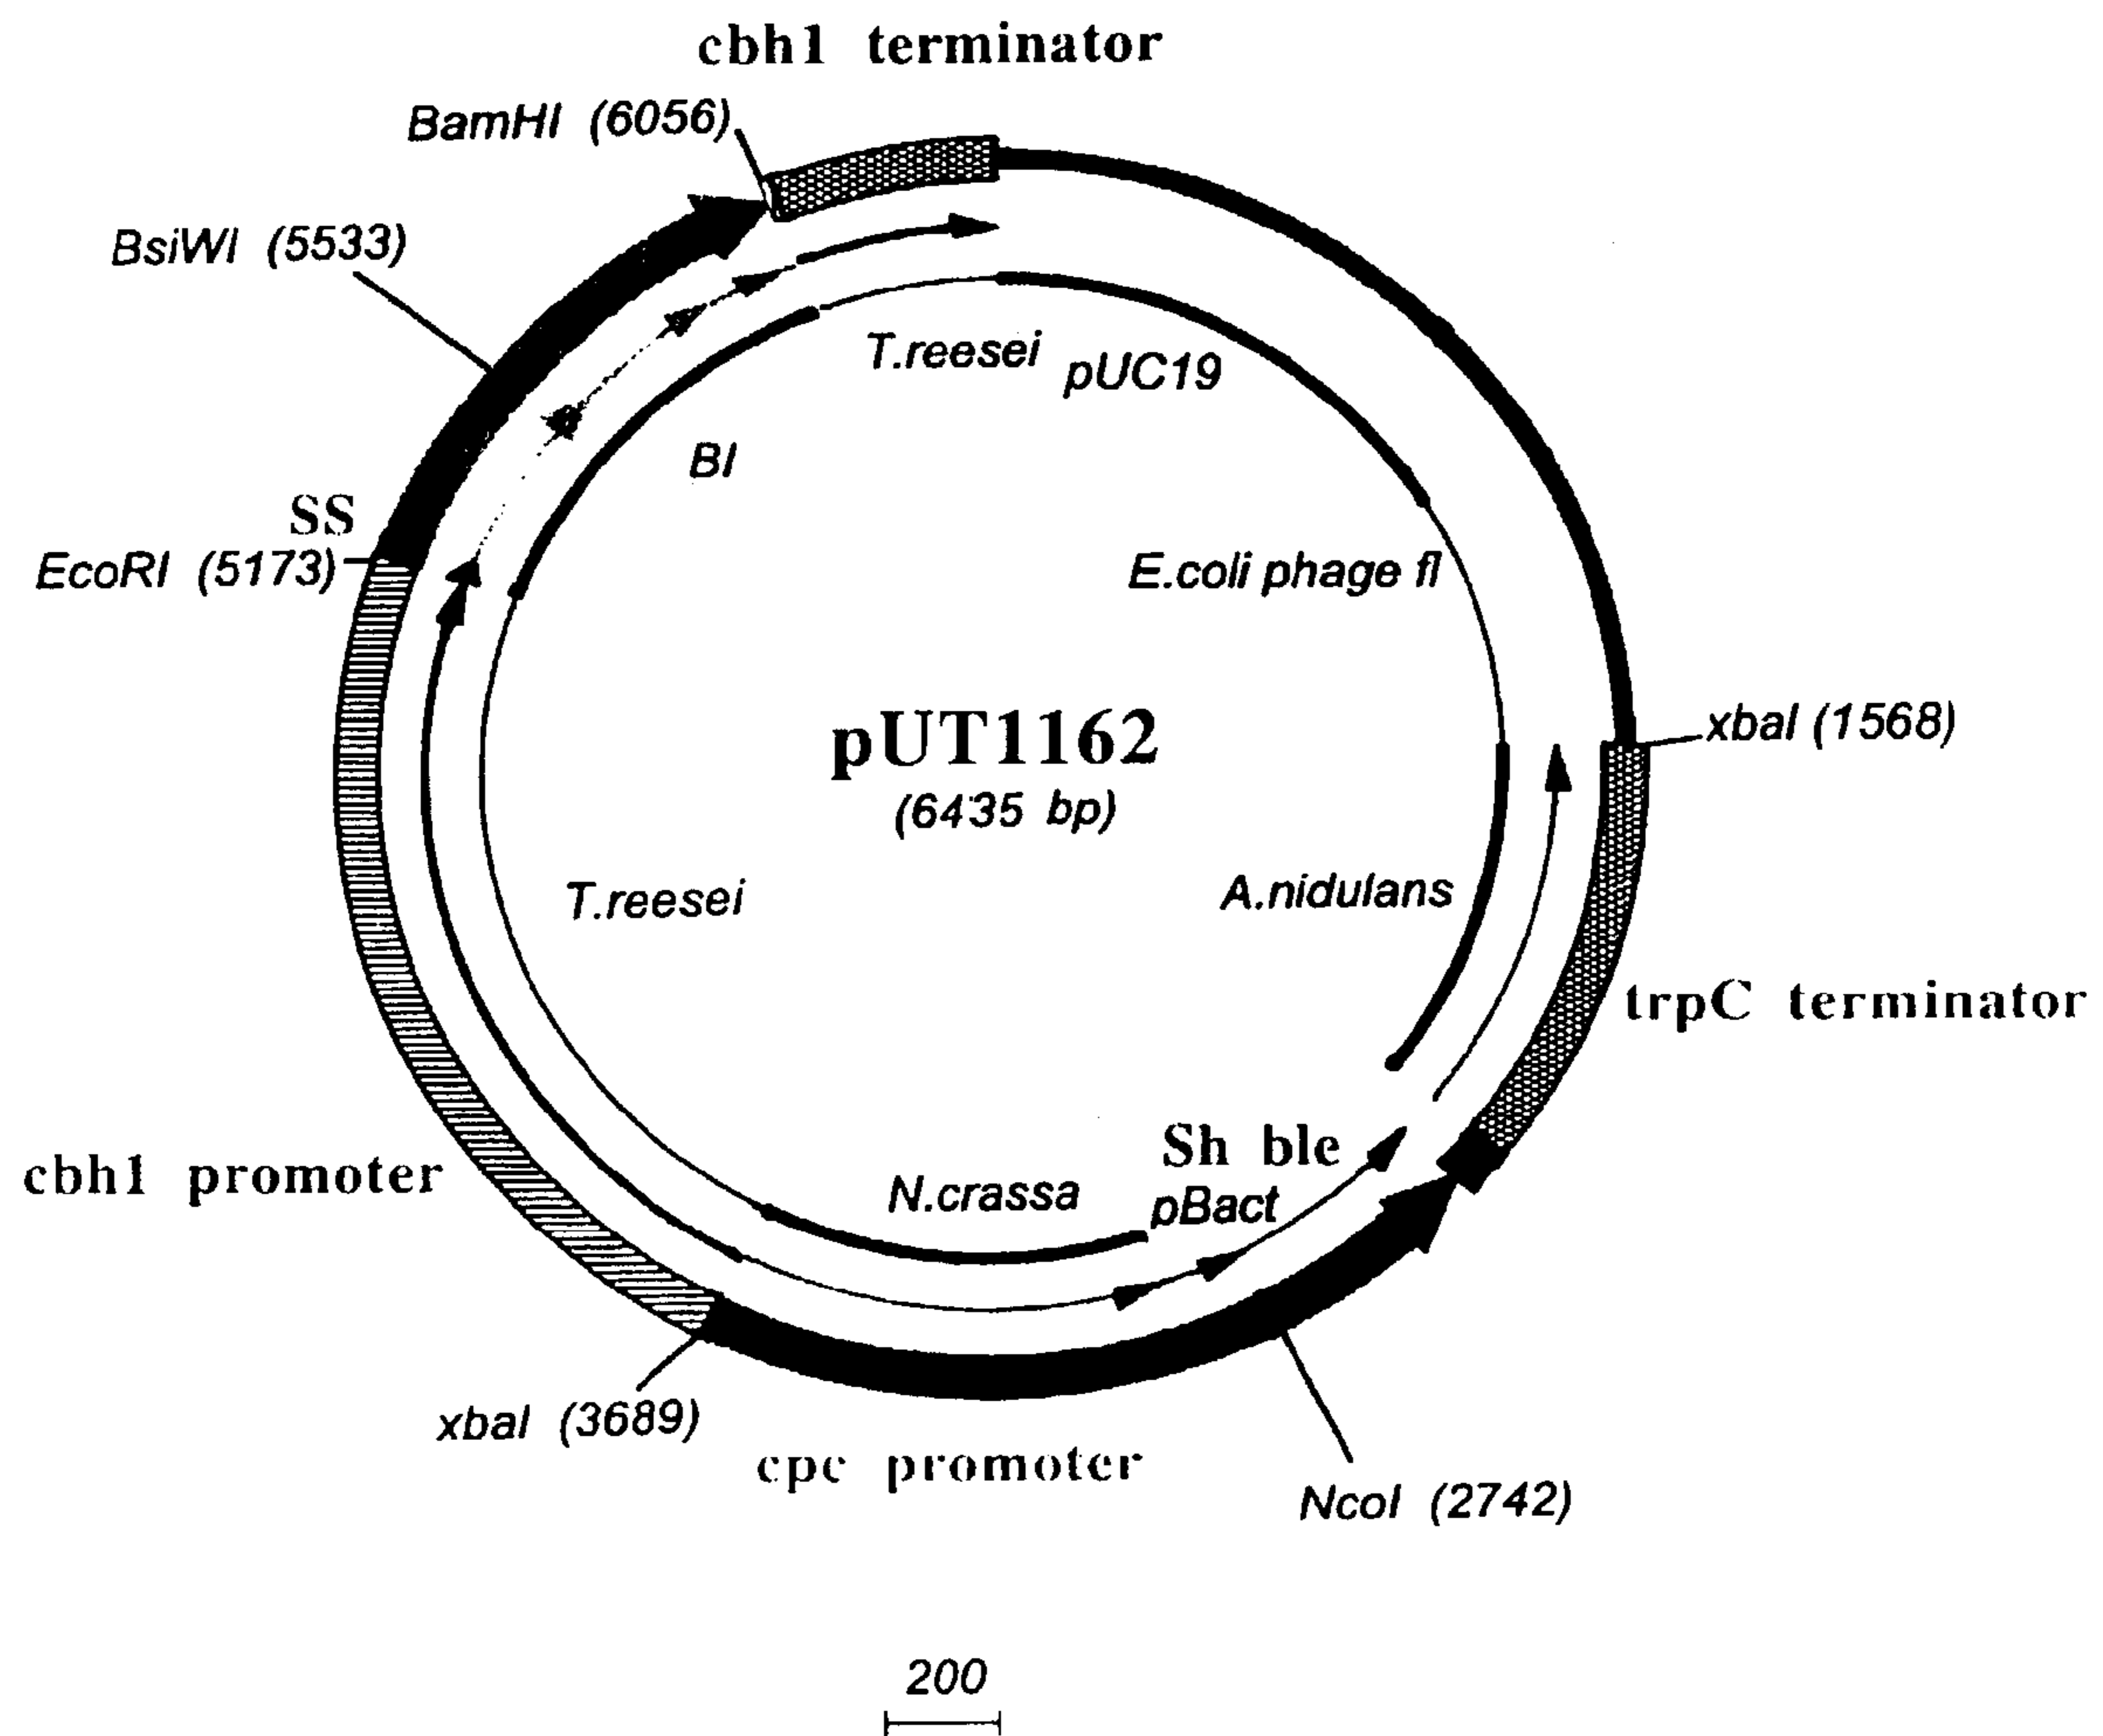 cbh1 terminator
BamHI (6056)
BsiWI (5533)
T.reesei
pUC19
BI
SS
EcoRI (5173)
E.coli phage fl
pUT1162
(6435 bp)
xbaI (1568)
T.reesei
A.nidulans
trpC terminator
Sh ble
cbh1 promoter
N.crassa
pBact
xbaI (3689)
cpc promoter
NcoI (2742)
200